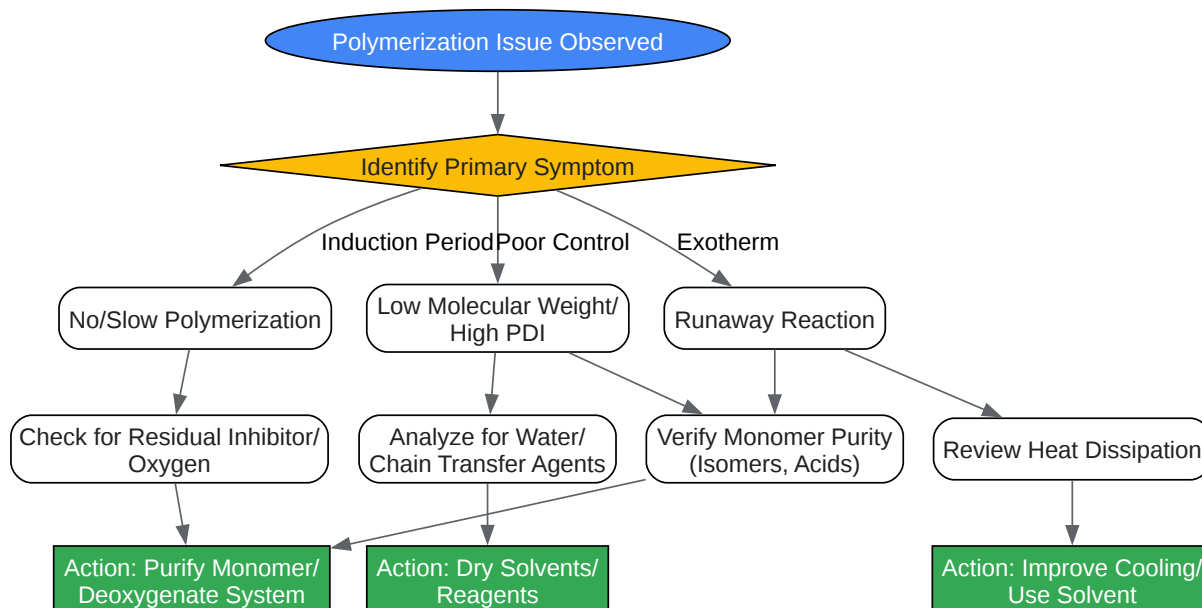 Polymerization Issue Observed
Identify Primary Symptom
Induction Period
Poor Control
Exotherm
No/Slow Polymerization
Low Molecular Weight/
High PDI
Runaway Reaction
Check for Residual Inhibitor/
Oxygen
Analyze for Water/
Chain Transfer Agents
Verify Monomer Purity
(Isomers, Acids)
Review Heat Dissipation
Action: Purify Monomer/
Deoxygenate System
Action: Dry Solvents/
Reagents
Action: Improve Cooling/
Use Solvent